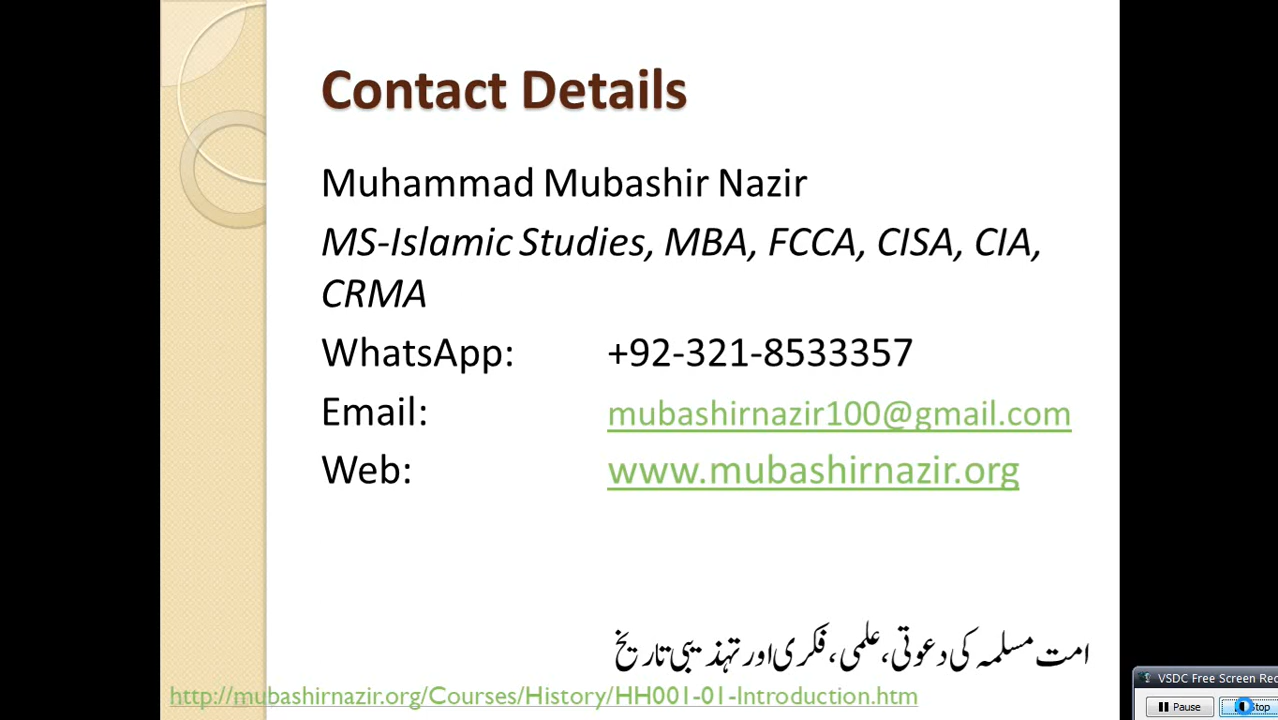 Contact Details
Muhammad Mubashir Nazir
MS-Islamic Studies, MBA, FCCA, CISA, CIA,
CRMA
WhatsApp: +92-321-8533357
Email: mubashirnazir100@gmail.com
Web: www.mubashirnazir.org
امت مسلمہ کی دعوتی، علمی، فکری اور تہذیبی تاریخ
http://mubashirnazir.org/Courses/History/HH001-01-Introduction.htm
VSDC Free Screen Rec
Pause Stop